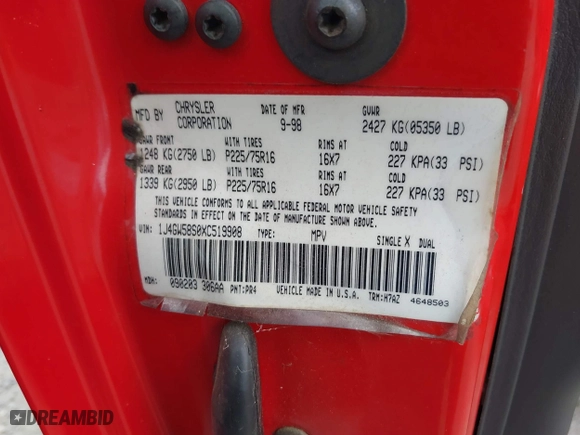 MFD BY CHRYSLER CORPORATION DATE OF MFR 9-98 GVWR 2427 KG(05350 LB)
GAWR FRONT WITH TIRES RIMS AT COLD
1248 KG(2750 LB) P225/75R16 16X7 227 KPA(33 PSI)
GAWR REAR WITH TIRES RIMS AT COLD
1339 KG(2950 LB) P225/75R16 16X7 227 KPA(33 PSI)
THIS VEHICLE CONFORMS TO ALL APPLICABLE FEDERAL MOTOR VEHICLE SAFETY
STANDARDS IN EFFECT ON THE DATE OF MANUFACTURE SHOWN ABOVE.
VIN: 1J4GW58S0XC519908 TYPE: MPV SINGLE X DUAL
MDH: 090203 306AA PNT:PR4 VEHICLE MADE IN U.S.A. TRM:H7AZ 4648503
DREAMBID